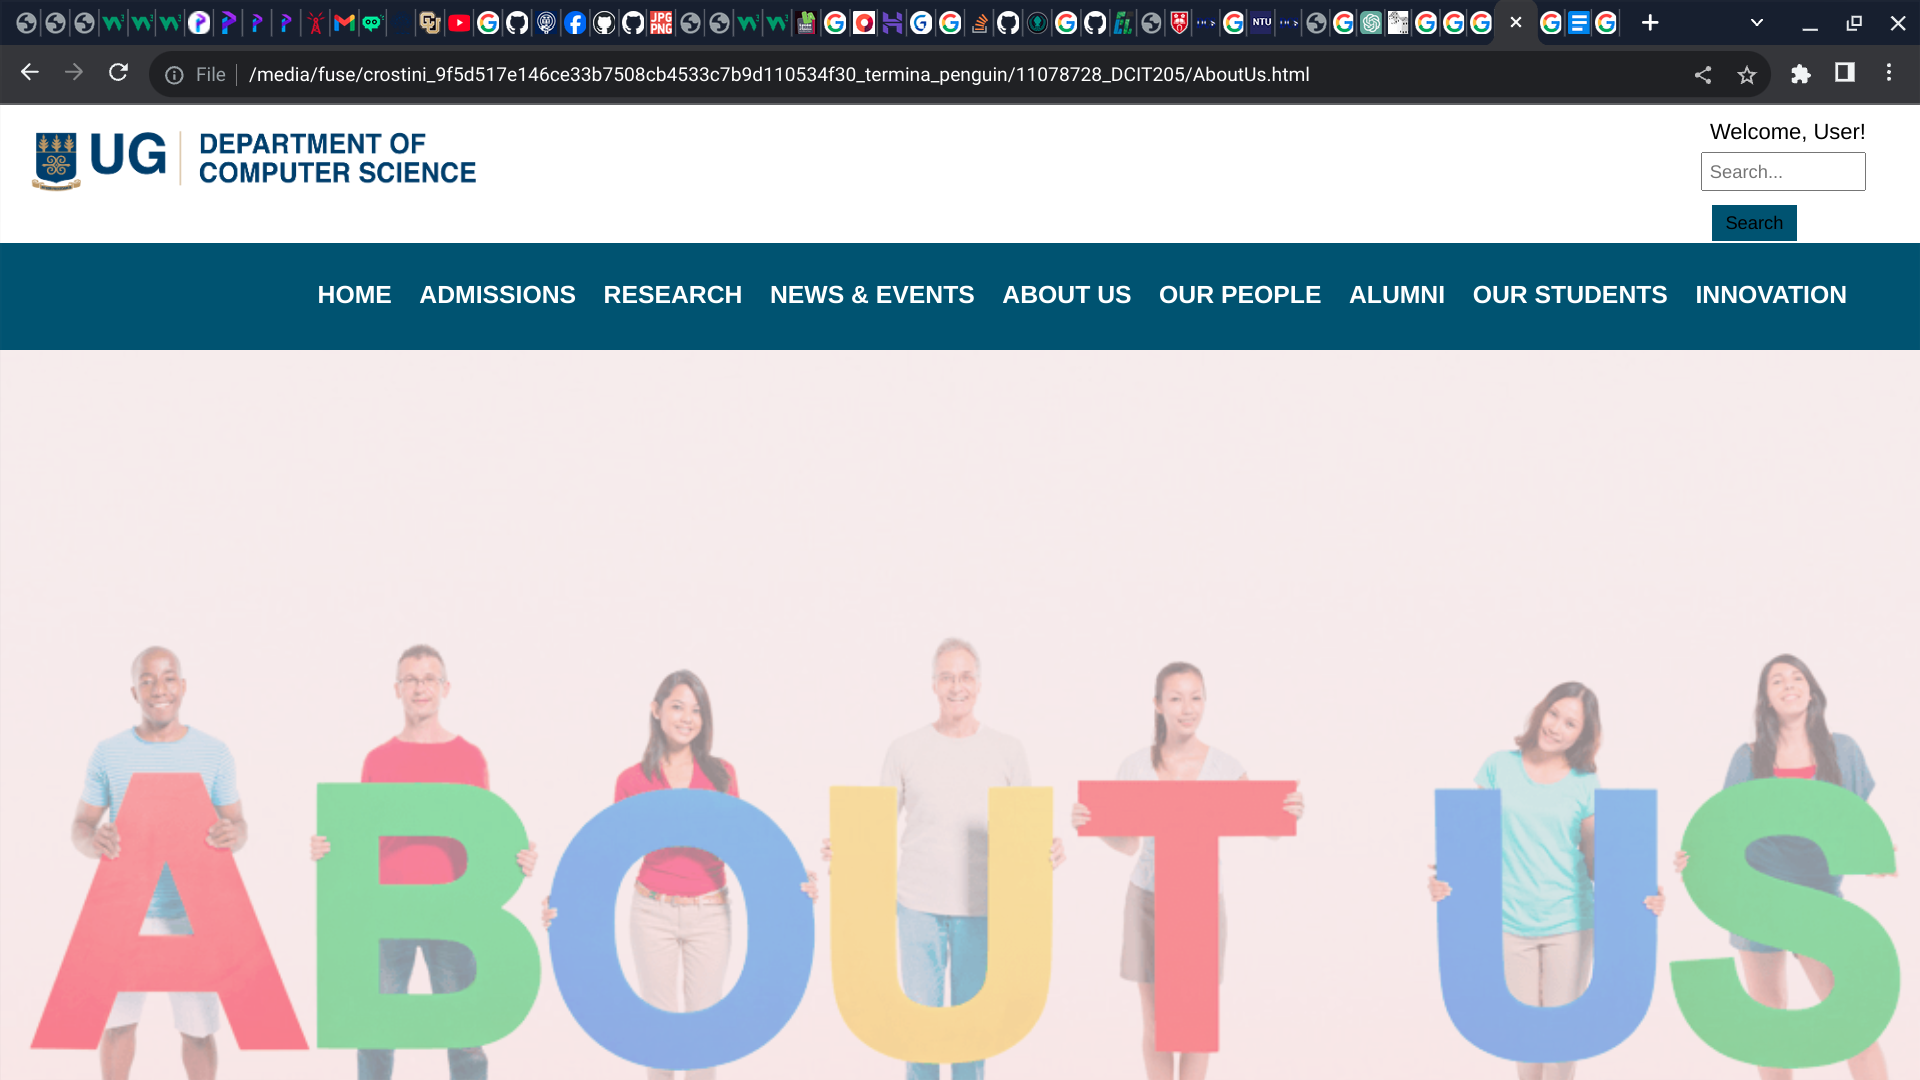 File
/media/fuse/crostini_9f5d517e146ce33b7508cb4533c7b9d110534f30_termina_penguin/11078728_DCIT205/AboutUs.html
UG
DEPARTMENT OF
COMPUTER SCIENCE
Welcome, User!
Search...
Search
HOME ADMISSIONS RESEARCH NEWS & EVENTS ABOUT US OUR PEOPLE ALUMNI OUR STUDENTS INNOVATION
ABOUT US